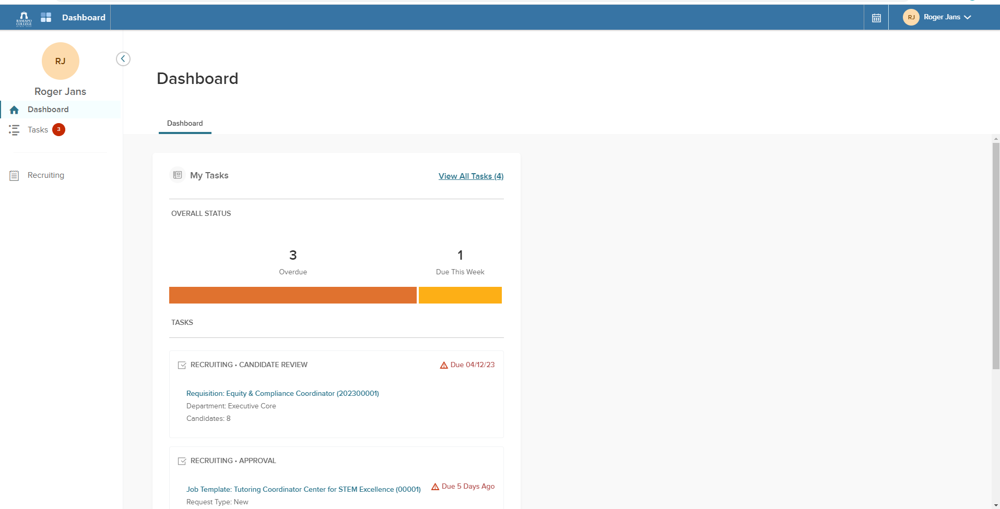 RAMAPO
COLLEGE
Dashboard
RJ
Roger Jans
RJ
Roger Jans
Dashboard
Tasks 3
Recruiting
Dashboard
Dashboard
My Tasks
View All Tasks (4)
OVERALL STATUS
3
Overdue
1
Due This Week
TASKS
RECRUITING • CANDIDATE REVIEW
Due 04/12/23
Requisition: Equity & Compliance Coordinator (202300001)
Department: Executive Core
Candidates: 8
RECRUITING • APPROVAL
Due 5 Days Ago
Job Template: Tutoring Coordinator Center for STEM Excellence (00001)
Request Type: New